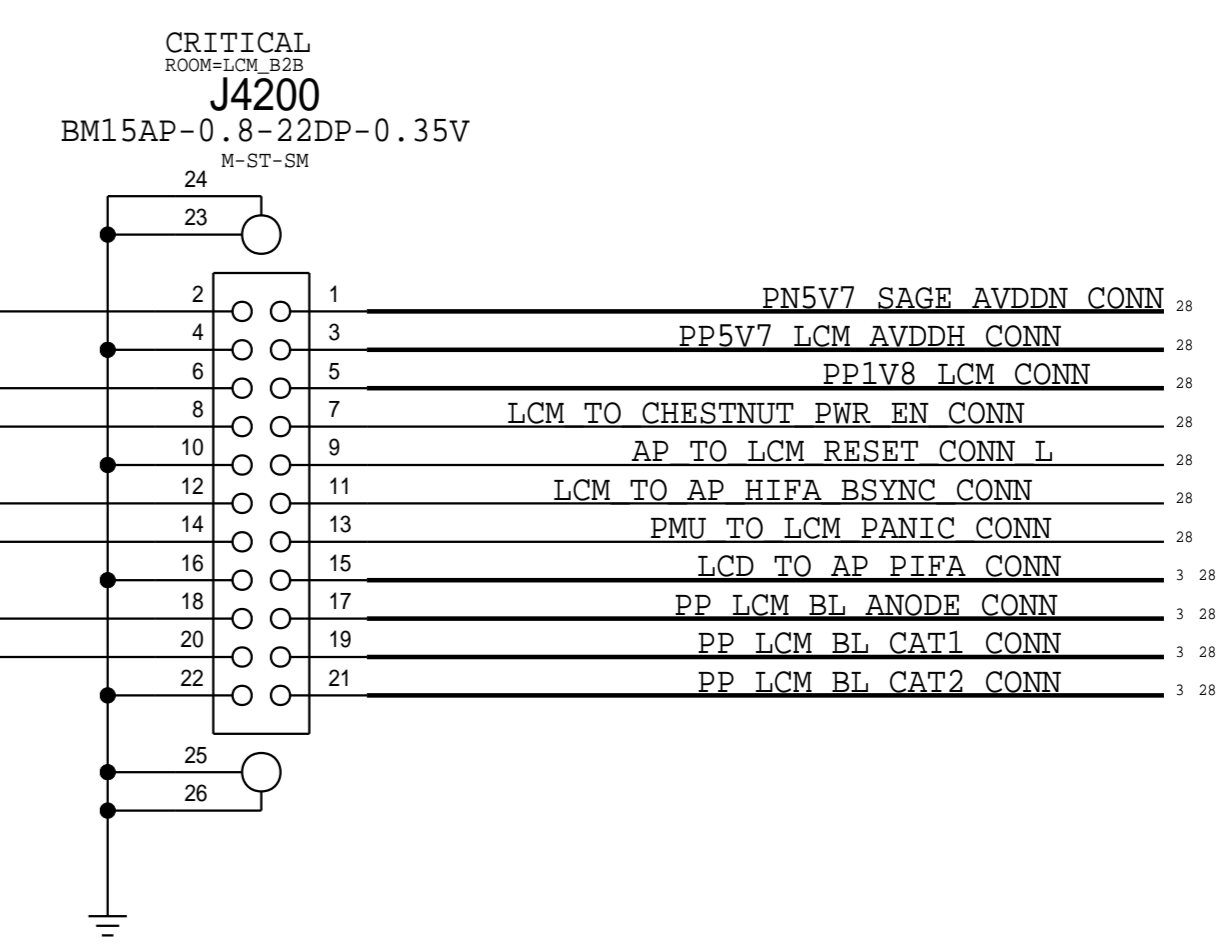 CRITICAL
ROOM=LCM_B2B
J4200
BM15AP-0.8-22DP-0.35V
M-ST-SM
24
23
2 1 PN5V7_SAGE_AVDDN_CONN 28
4 3 PP5V7_LCM_AVDDH_CONN 28
6 5 PP1V8_LCM_CONN 28
8 7 LCM_TO_CHESTNUT_PWR_EN_CONN 28
10 9 AP_TO_LCM_RESET_CONN_L 28
12 11 LCM_TO_AP_HIFA_BSYNC_CONN 28
14 13 PMU_TO_LCM_PANIC_CONN 28
16 15 LCD_TO_AP_PIFA_CONN 3 28
18 17 PP_LCM_BL_ANODE_CONN 3 28
20 19 PP_LCM_BL_CAT1_CONN 3 28
22 21 PP_LCM_BL_CAT2_CONN 3 28
25
26